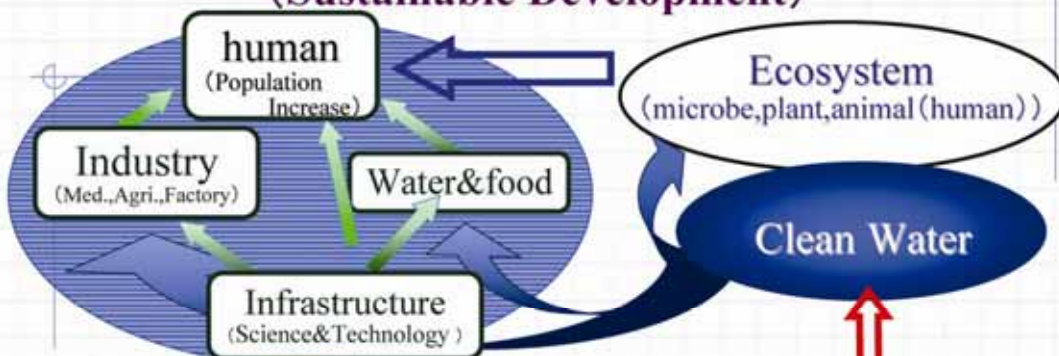 (Sustainable Development)
human
(Population
Increase)
Ecosystem
(microbe,plant,animal(human))
Industry
(Med.,Agri.,Factory)
Water&food
Clean Water
Infrastructure
(Science&Technology )